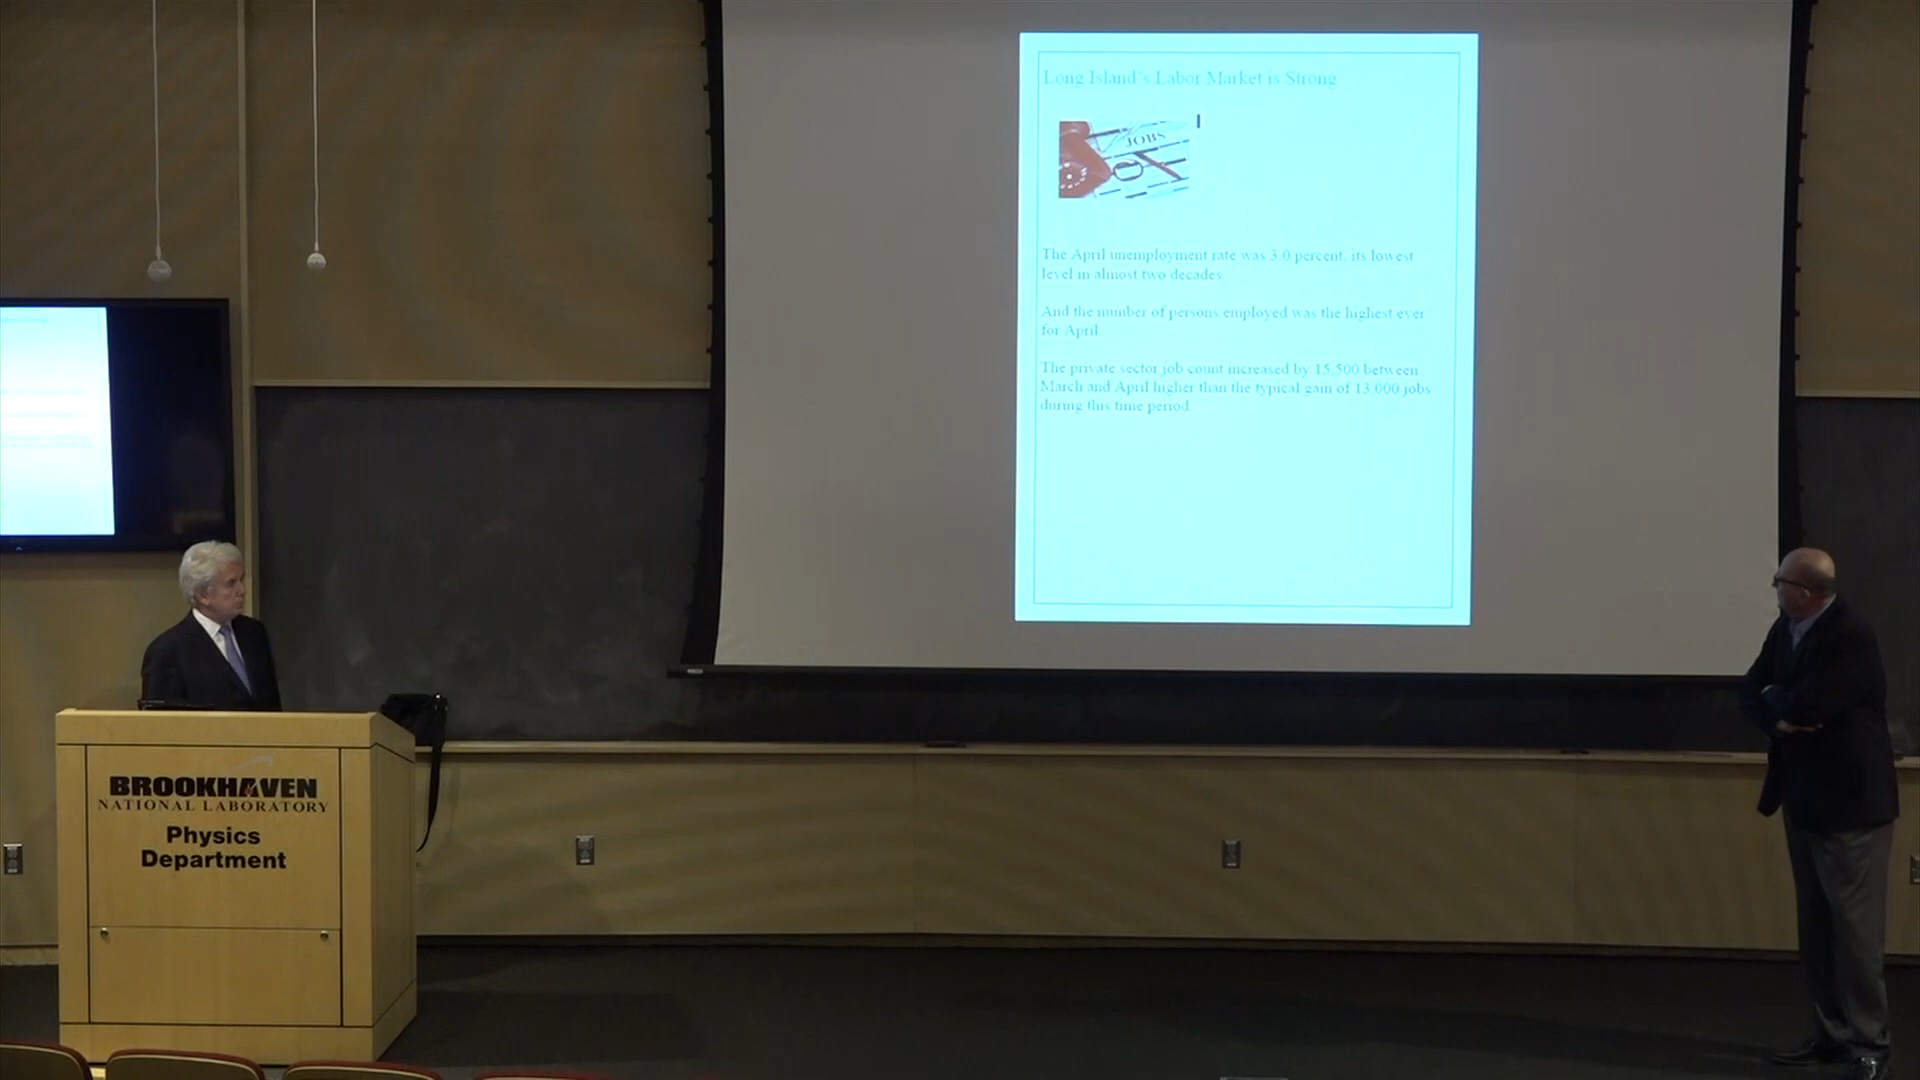 Long Island's Labor Market is Strong
JOBS
The April unemployment rate was 3.0 percent, its lowest
level in almost two decades.
And the number of persons employed was the highest ever
for April.
The private sector job count increased by 15,500 between
March and April higher than the typical gain of 13,000 jobs
during this time period.
BROOKHAVEN
NATIONAL LABORATORY
Physics
Department